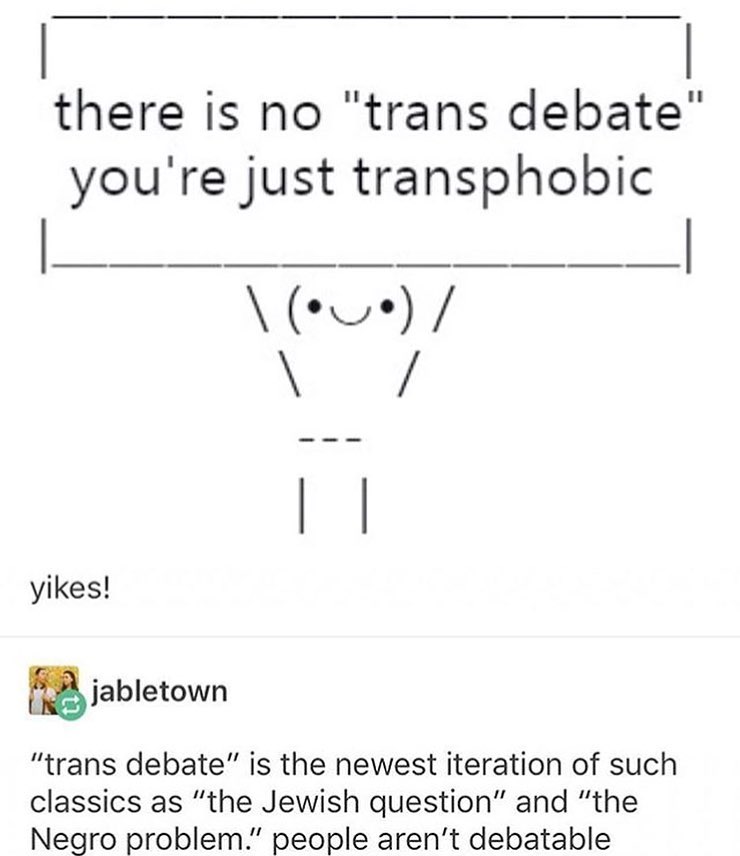 there is no "trans debate"
you're just transphobic
\ (•◡•) /
\ /
---
| |
yikes!
jabletown
“trans debate” is the newest iteration of such
classics as “the Jewish question” and “the
Negro problem.” people aren’t debatable